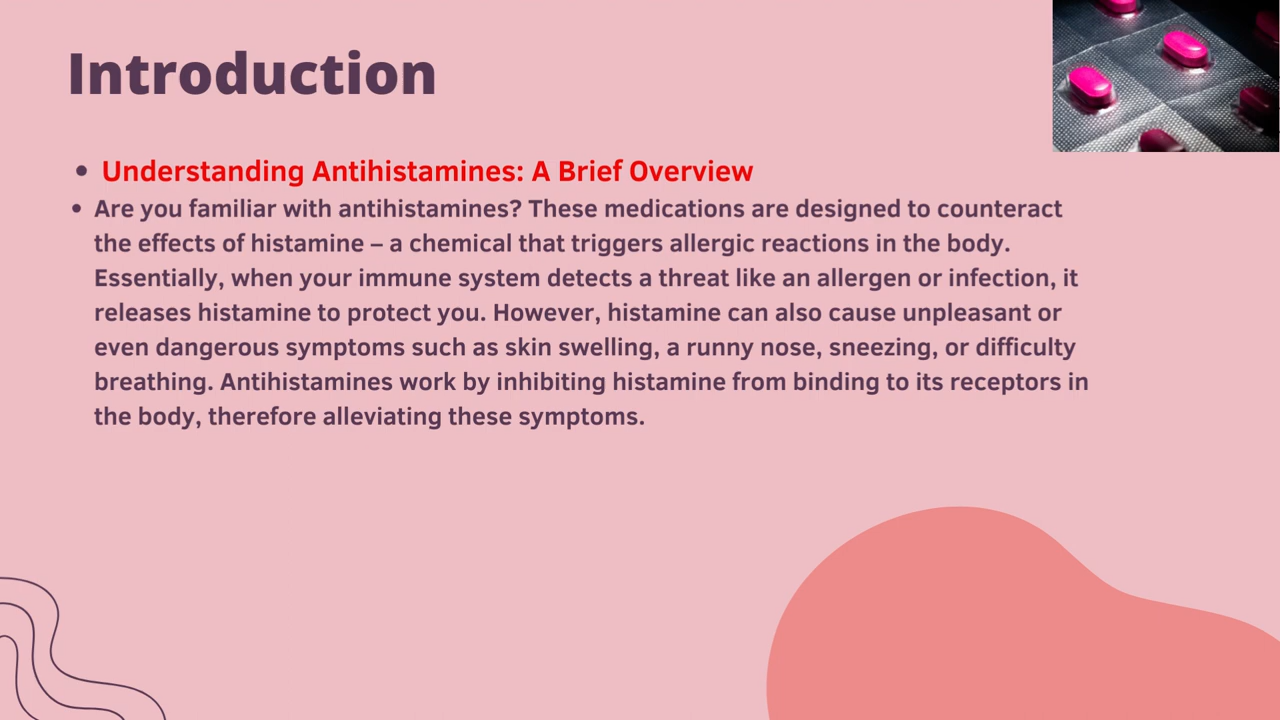 Introduction
• Understanding Antihistamines: A Brief Overview
• Are you familiar with antihistamines? These medications are designed to counteract
the effects of histamine – a chemical that triggers allergic reactions in the body.
Essentially, when your immune system detects a threat like an allergen or infection, it
releases histamine to protect you. However, histamine can also cause unpleasant or
even dangerous symptoms such as skin swelling, a runny nose, sneezing, or difficulty
breathing. Antihistamines work by inhibiting histamine from binding to its receptors in
the body, therefore alleviating these symptoms.